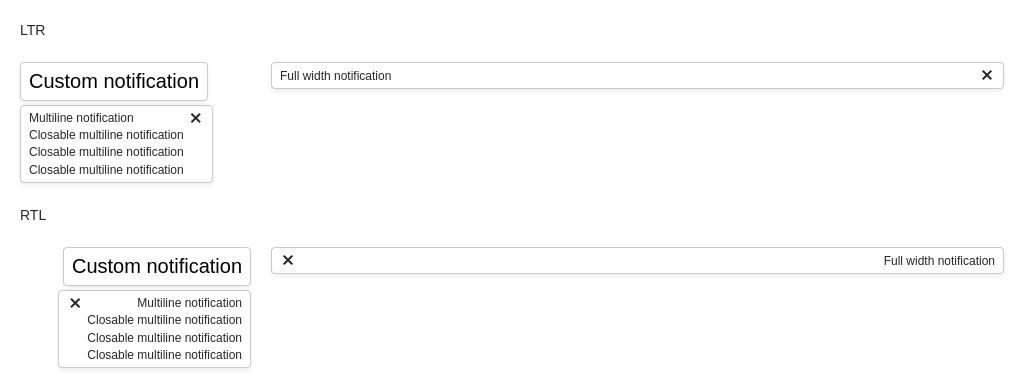 LTR
Custom notification
Full width notification
Multiline notification
Closable multiline notification
Closable multiline notification
Closable multiline notification
RTL
Custom notification
Full width notification
Multiline notification
Closable multiline notification
Closable multiline notification
Closable multiline notification